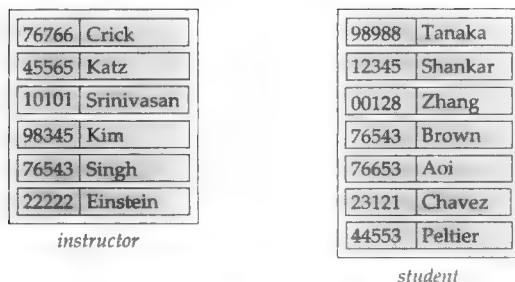 76766 Crick
45565 Katz
10101 Srinivasan
98345 Kim
76543 Singh
22222 Einstein
instructor
98988 Tanaka
12345 Shankar
00128 Zhang
76543 Brown
76653 Aoi
23121 Chavez
44553 Peltier
student